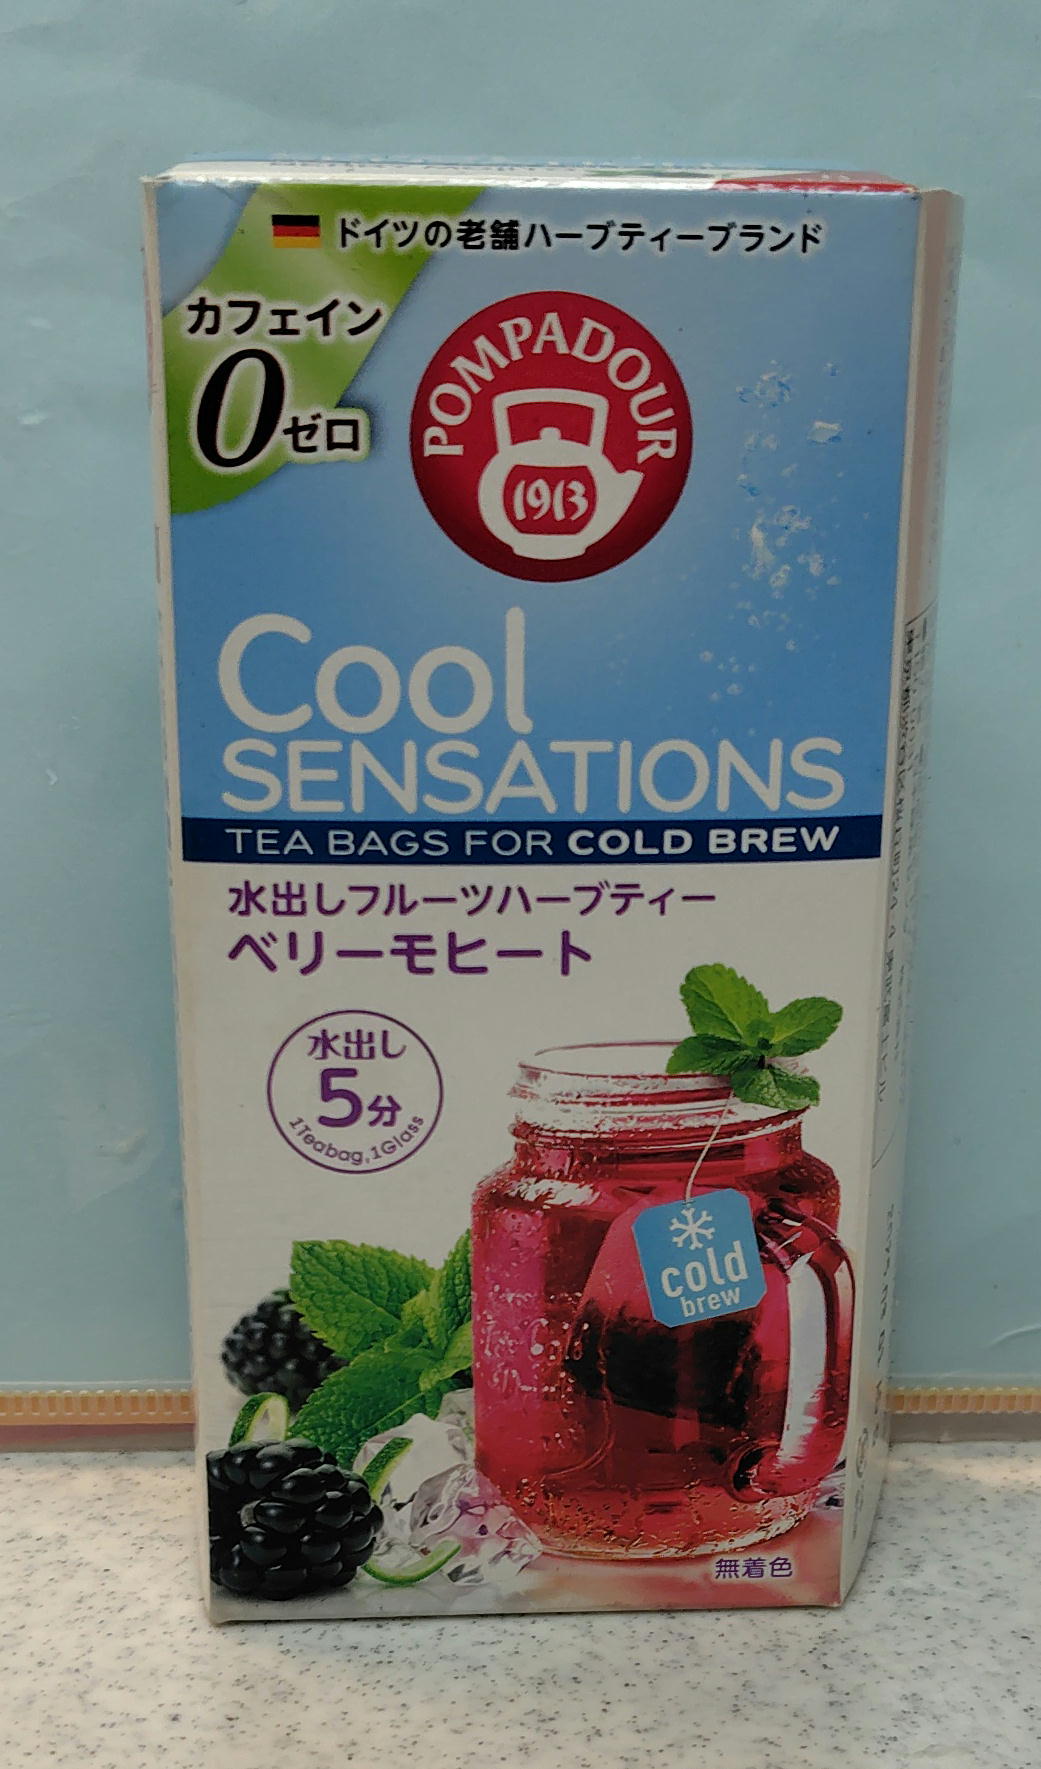 ドイツの老舗ハーブティーブランド
カフェイン
0ゼロ
POMPADOUR
1913
Cool
SENSATIONS
TEA BAGS FOR COLD BREW
水出しフルーツハーブティー
ベリーモヒート
水出し
5分
1Teabag,1Glass
cold
brew
無着色